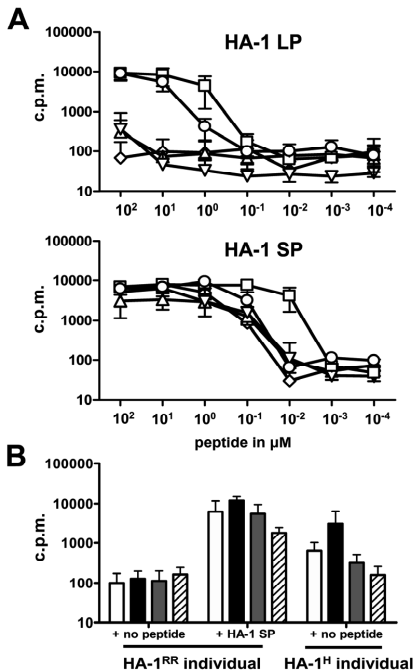 A
HA-1 LP
c.p.m.
100000
10000
1000
100
10
10² 10¹ 10⁰ 10⁻¹ 10⁻² 10⁻³ 10⁻⁴
HA-1 SP
c.p.m.
100000
10000
1000
100
10
10² 10¹ 10⁰ 10⁻¹ 10⁻² 10⁻³ 10⁻⁴
peptide in µM
B
c.p.m.
100000
10000
1000
100
10
+ no peptide + HA-1 SP + no peptide
HA-1ᴿᴿ individual HA-1ᴴ individual